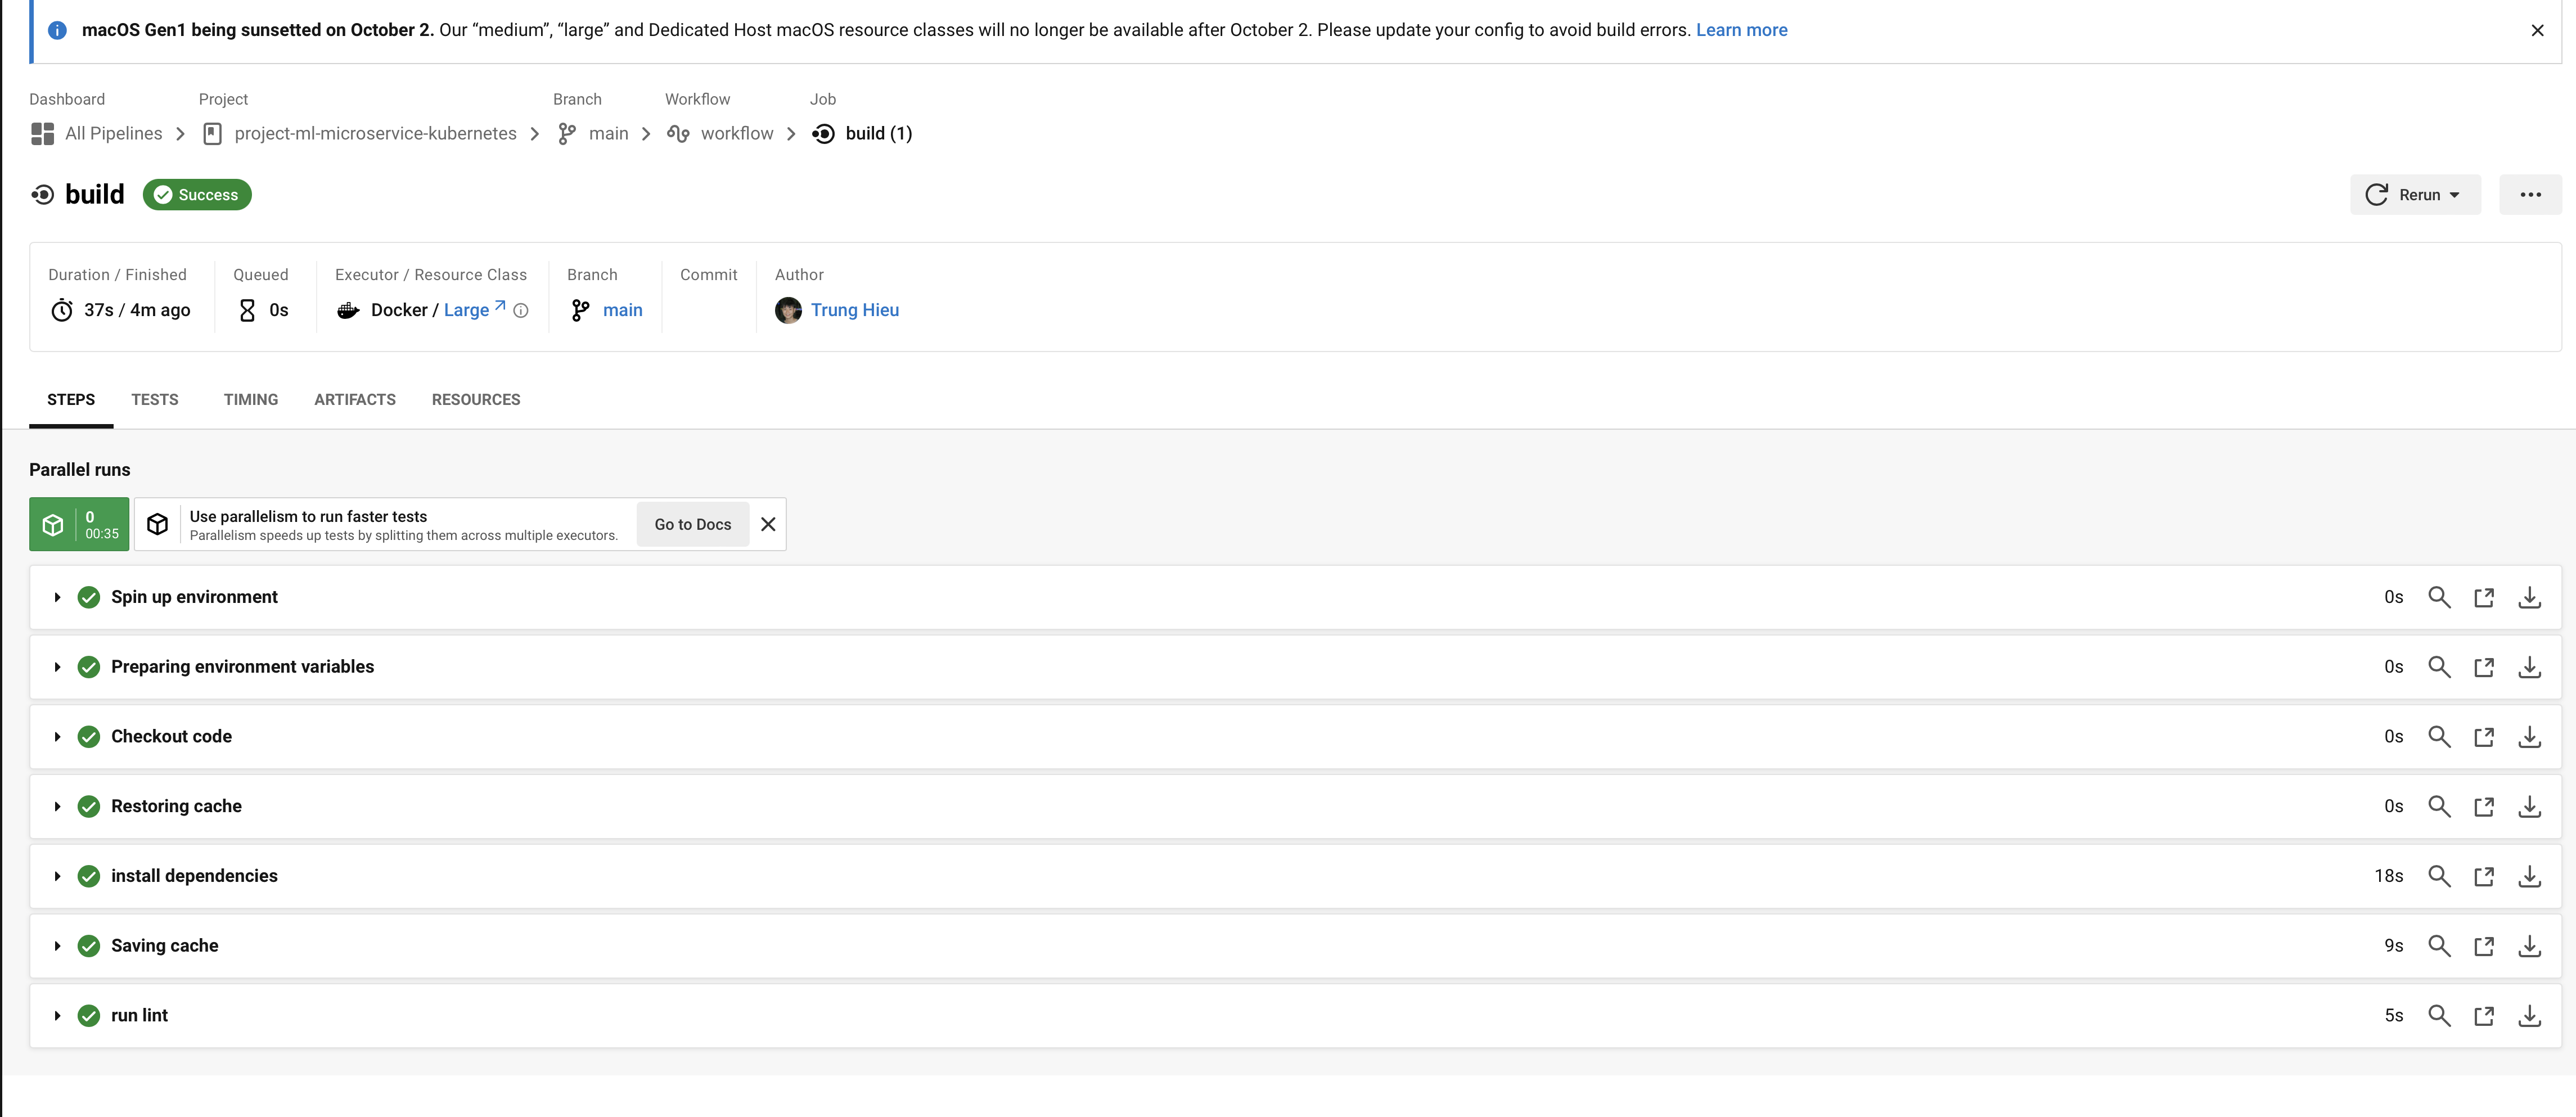 macOS Gen1 being sunsetted on October 2. Our “medium”, “large” and Dedicated Host macOS resource classes will no longer be available after October 2. Please update your config to avoid build errors. Learn more
Dashboard Project Branch Workflow Job
All Pipelines project-ml-microservice-kubernetes main workflow build (1)
build Success Rerun
Duration / Finished Queued Executor / Resource Class Branch Commit Author
37s / 4m ago 0s Docker / Large main Trung Hieu
STEPS TESTS TIMING ARTIFACTS RESOURCES
Parallel runs
0
00:35
Use parallelism to run faster tests
Parallelism speeds up tests by splitting them across multiple executors.
Go to Docs
Spin up environment 0s
Preparing environment variables 0s
Checkout code 0s
Restoring cache 0s
install dependencies 18s
Saving cache 9s
run lint 5s